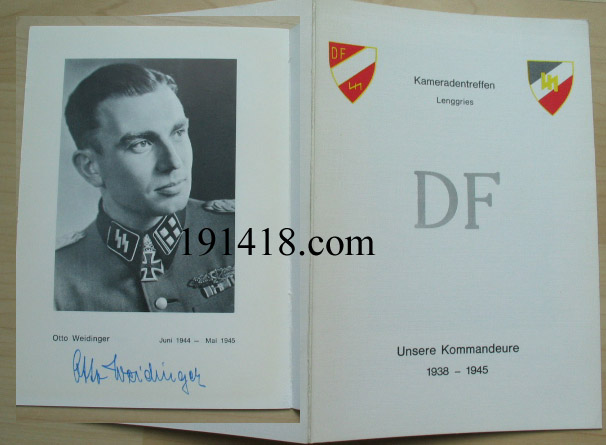 Otto Weidinger
Juni 1944 – Mai 1945
Otto Weidinger
191418.com
DF
Kameradentreffen
Lenggries
DF
Unsere Kommandeure
1938 – 1945